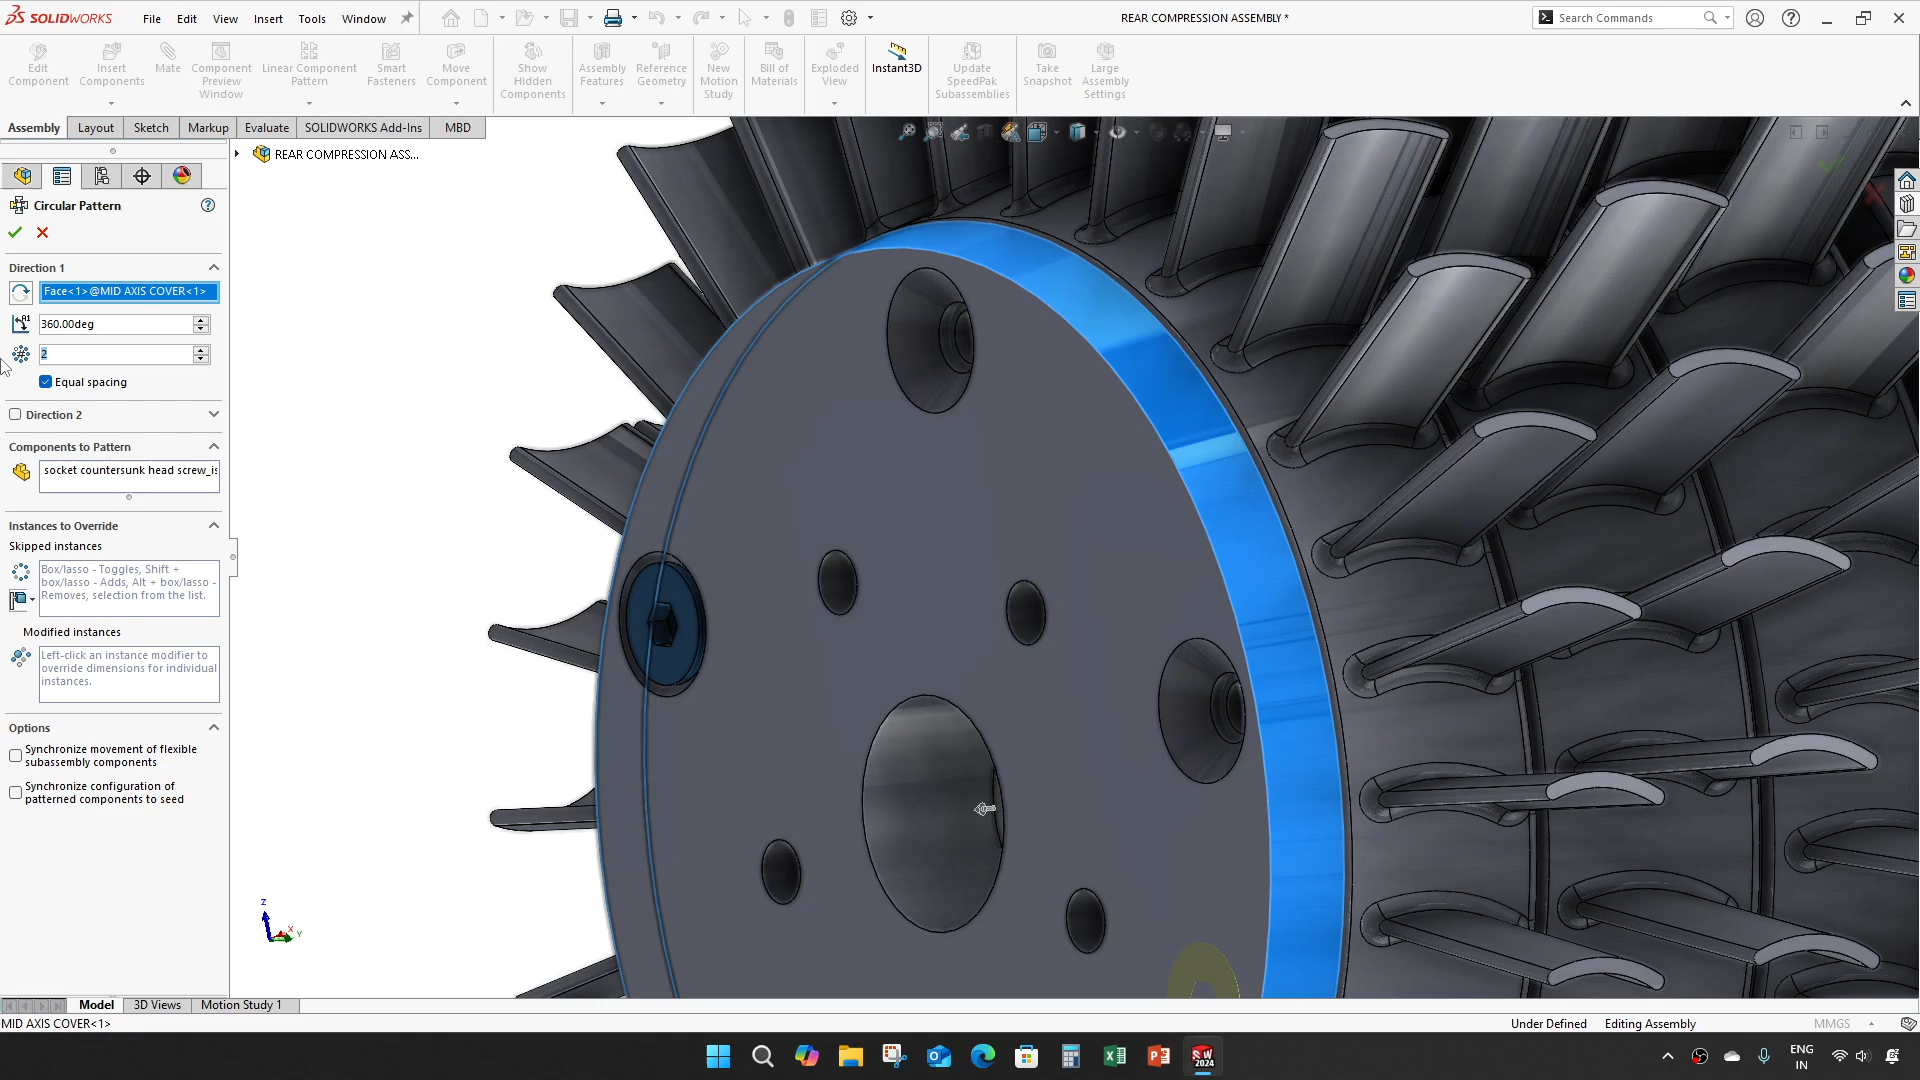 SOLIDWORKS
File
Edit
View
Insert
Tools
Window
REAR COMPRESSION ASSEMBLY *
Search Commands
Edit Component
Insert Components
Mate
Component Preview Window
Linear Component Pattern
Smart Fasteners
Move Component
Show Hidden Components
Assembly Features
Reference Geometry
New Motion Study
Bill of Materials
Exploded View
Instant3D
Update SpeedPak Subassemblies
Take Snapshot
Large Assembly Settings
Assembly
Layout
Sketch
Markup
Evaluate
SOLIDWORKS Add-Ins
MBD
REAR COMPRESSION ASS...
Circular Pattern
Direction 1
Face<1>@MID AXIS COVER<1>
360.00deg
2
Equal spacing
Direction 2
Components to Pattern
socket countersunk head screw_is
Instances to Override
Skipped instances
Box/lasso - Toggles, Shift +
box/lasso - Adds, Alt + box/lasso -
Removes, selection from the list.
Modified instances
Left-click an instance modifier to
override dimensions for individual
instances.
Options
Synchronize movement of flexible
subassembly components
Synchronize configuration of
patterned components to seed
Z
X
Y
Model
3D Views
Motion Study 1
MID AXIS COVER<1>
Under Defined
Editing Assembly
MMGS
SW
2024
ENG
IN